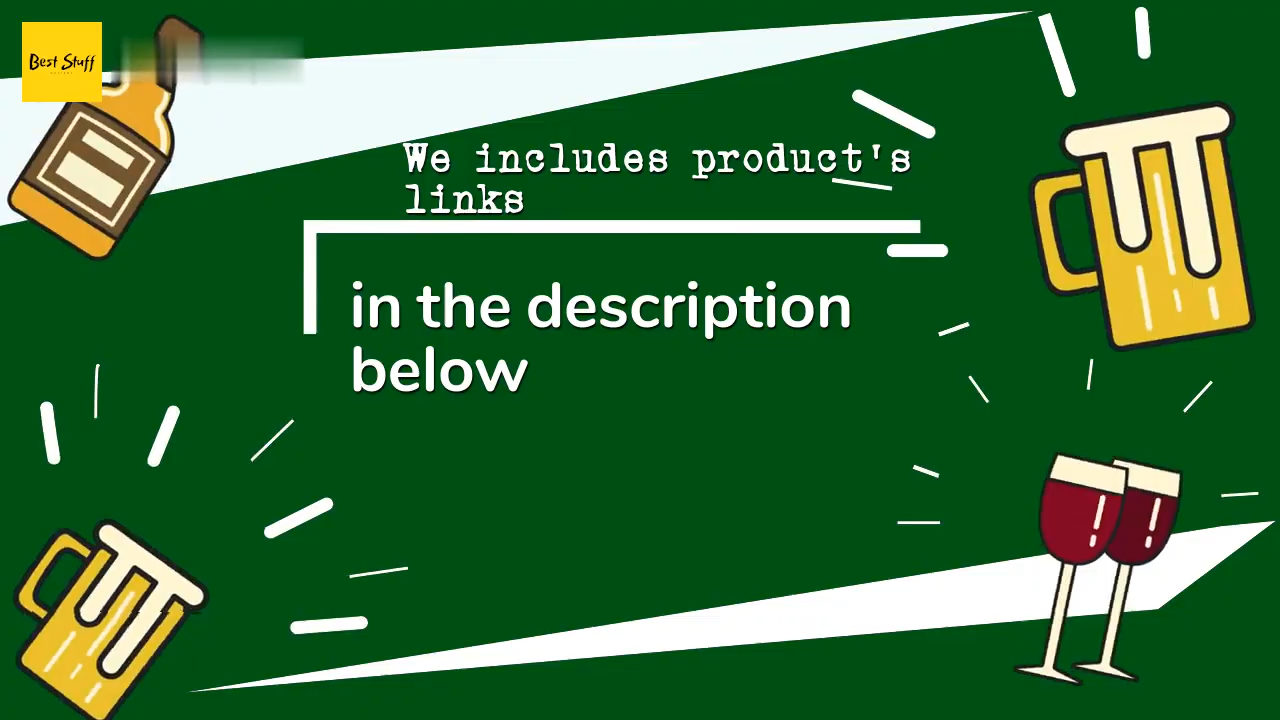 Best Stuff
We includes product's
links
in the description
below